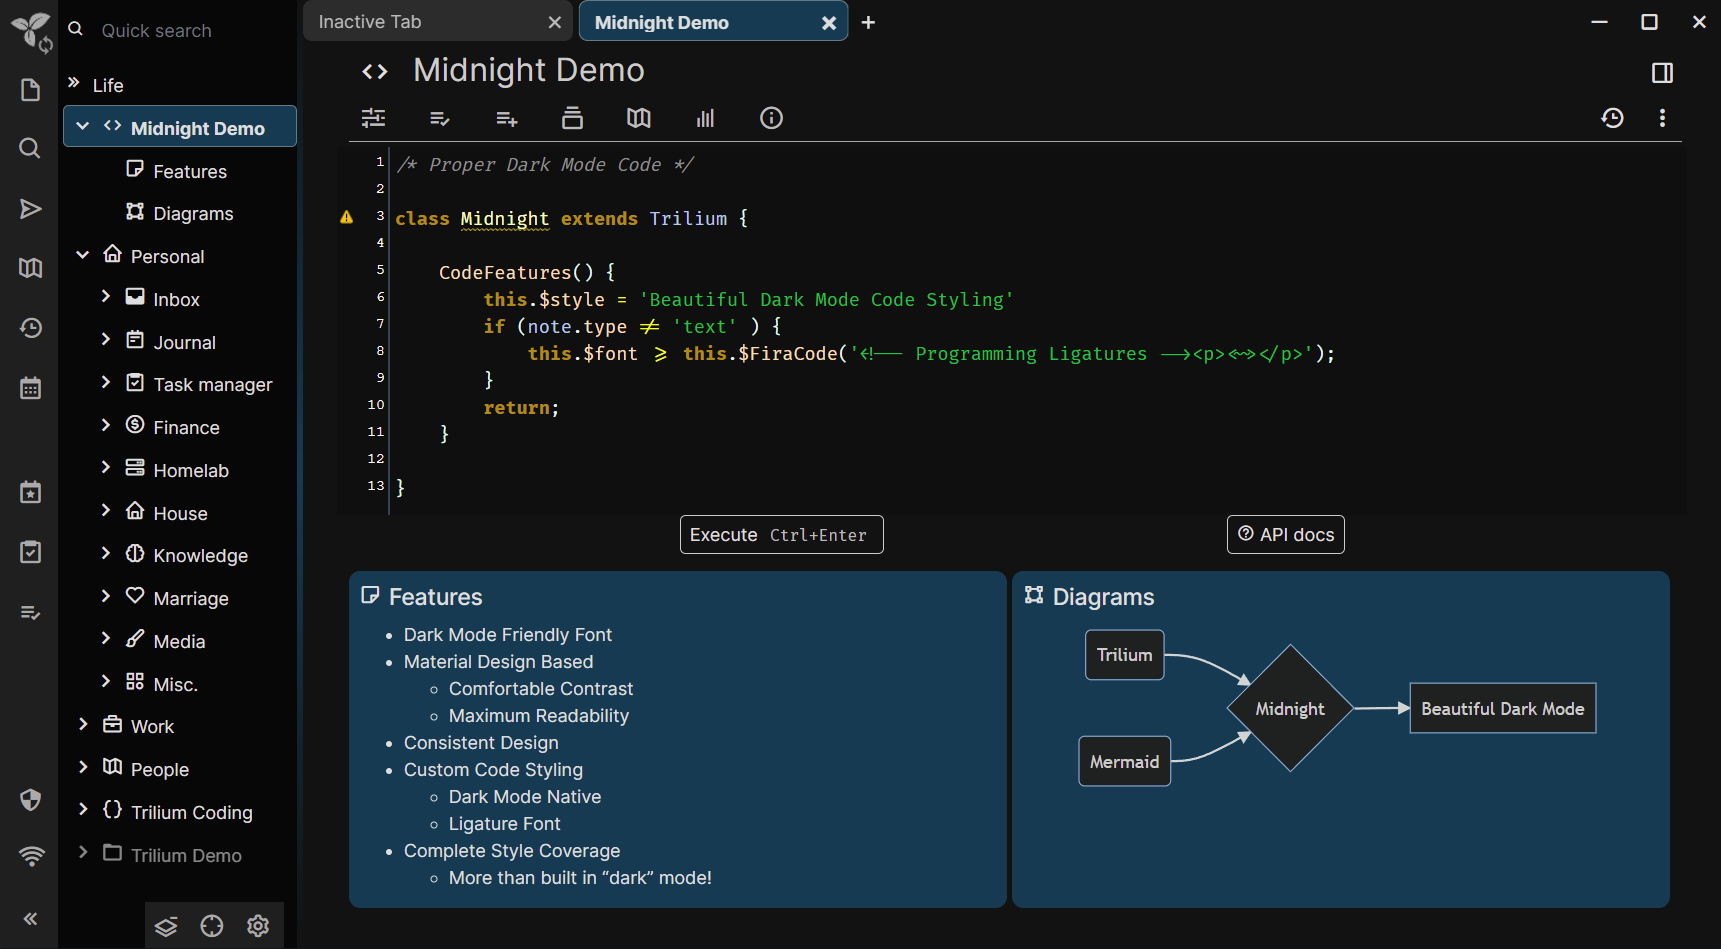 Quick search
Life
Midnight Demo
Features
Diagrams
Personal
Inbox
Journal
Task manager
Finance
Homelab
House
Knowledge
Marriage
Media
Misc.
Work
People
Trilium Coding
Trilium Demo
Inactive Tab
Midnight Demo
Midnight Demo
1 /* Proper Dark Mode Code */
2
3 class Midnight extends Trilium {
4
5 CodeFeatures() {
6 this.$style = 'Beautiful Dark Mode Code Styling'
7 if (note.type != 'text' ) {
8 this.$font >= this.$FiraCode('<!-- Programming Ligatures --><p><~></p>');
9 }
10 return;
11 }
12
13 }
Execute Ctrl+Enter
API docs
Features
• Dark Mode Friendly Font
• Material Design Based
◦ Comfortable Contrast
◦ Maximum Readability
• Consistent Design
• Custom Code Styling
◦ Dark Mode Native
◦ Ligature Font
• Complete Style Coverage
◦ More than built in “dark” mode!
Diagrams
Trilium
Midnight
Beautiful Dark Mode
Mermaid